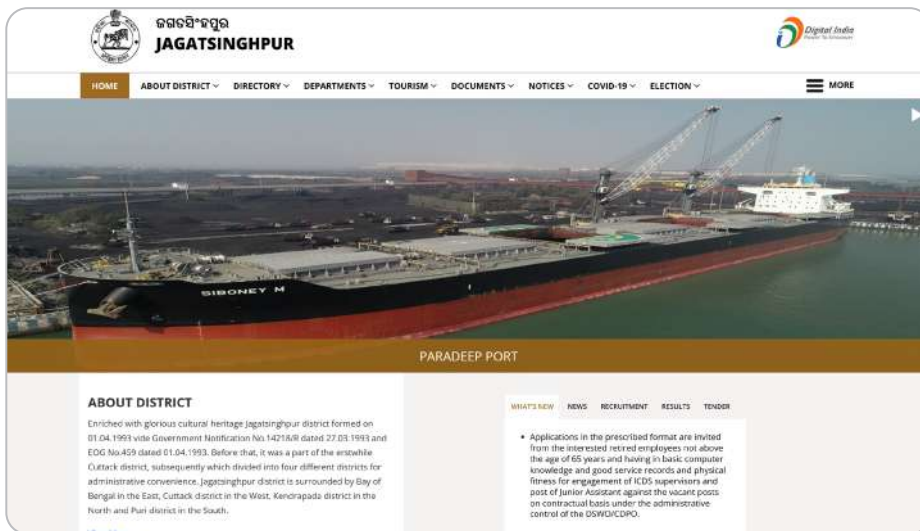 ଜଗତସିଂହପୁର
JAGATSINGHPUR
Digital India
Power To Empower
HOME ABOUT DISTRICT DIRECTORY DEPARTMENTS TOURISM DOCUMENTS NOTICES COVID-19 ELECTION MORE
SIBONEY M
PARADEEP PORT
ABOUT DISTRICT
Enriched with glorious cultural heritage Jagatsinghpur district formed on
01.04.1993 vide Government Notification No.14218/R dated 27.03.1993 and
EOG No.459 dated 01.04.1993. Before that, it was a part of the erstwhile
Cuttack district, subsequently which divided into four different districts for
administrative convenience. Jagatsinghpur district is surrounded by Bay of
Bengal in the East, Cuttack district in the West, Kendrapada district in the
North and Puri district in the South.
WHAT'S NEW NEWS RECRUITMENT RESULTS TENDER
• Applications in the prescribed format are invited
from the interested retired employees not above
the age of 65 years and having in basic computer
knowledge and good service records and physical
fitness for engagement of ICDS supervisors and
post of Junior Assistant against the vacant posts
on contractual basis under the administrative
control of the DSWO/CDPO.